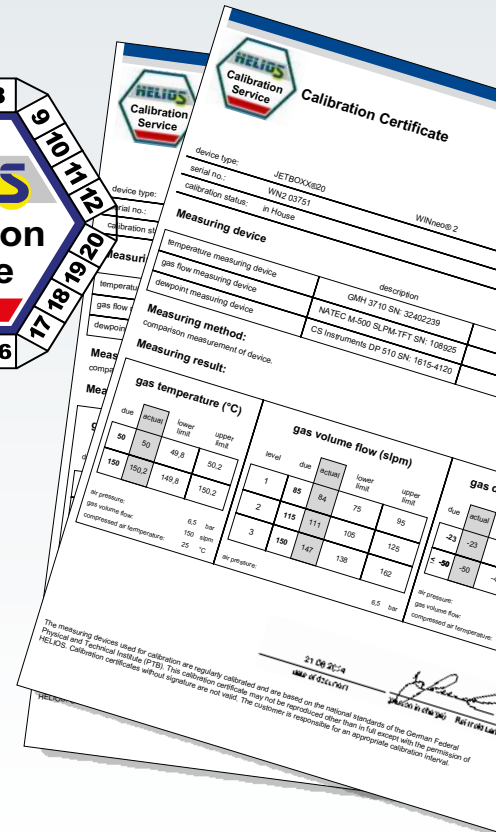 HELIOS
Calibration
Service
Calibration Certificate
device type: JETBOXX®20 WINneo® 2
serial no.: WN2 03751
calibration status: in House
Measuring device
description
temperature measuring device GMH 3710 SN: 32402239
gas flow measuring device NATEC M-500 SLPM-TFT SN: 108925
dewpoint measuring device CS Instruments DP 510 SN: 1615-4120
Measuring method:
comparison measurement of device.
Measuring result:
gas temperature (°C)
due actual lower limit upper limit
50 50 49,8 50,2
150 150,2 149,8 150,2
air pressure: 6,5 bar
gas volume flow: 150 slpm
compressed air termperature: 25 °C
gas volume flow (slpm)
level due actual lower limit upper limit
1 85 84 75 95
2 115 111 105 125
3 150 147 138 162
air pressure: 6,5 bar
gas
due actual
-23 -23
≤ -50 -50
air pressure:
gas volume flow:
compressed air termperature:
The measuring devices used for calibration are regularly calibrated and are based on the national standards of the German Federal
Physical and Technical Institute (PTB). This calibration certificate may not be reproduced other than in full except with the permission of
HELIOS. Calibration certificates without signature are not valid. The customer is responsible for an appropriate calibration interval.
HELIOS
Calibration
Service
device type:
serial no.:
calibration
9
10
11
12
20
19
18
17